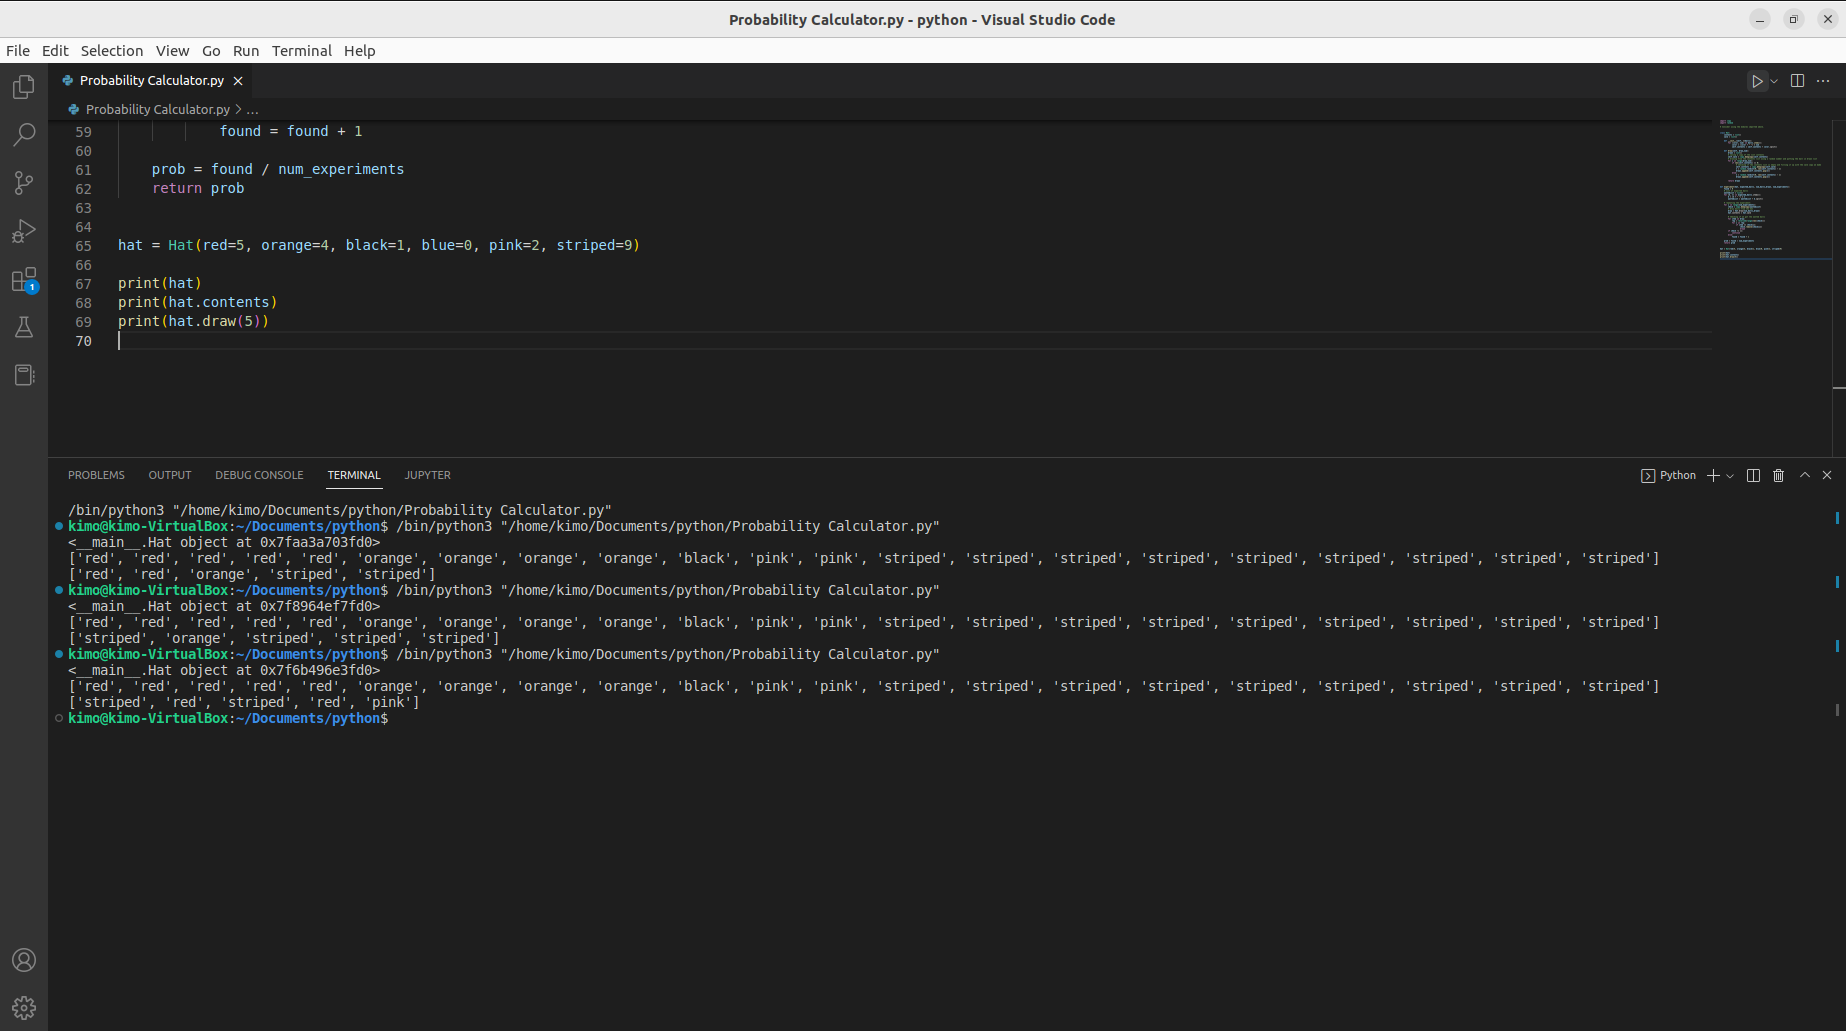 Probability Calculator.py - python - Visual Studio Code
File Edit Selection View Go Run Terminal Help
Probability Calculator.py
Probability Calculator.py > ...
59 found = found + 1
60
61 prob = found / num_experiments
62 return prob
63
64
65 hat = Hat(red=5, orange=4, black=1, blue=0, pink=2, striped=9)
66
67 print(hat)
68 print(hat.contents)
69 print(hat.draw(5))
70
1
PROBLEMS OUTPUT DEBUG CONSOLE TERMINAL JUPYTER Python
/bin/python3 "/home/kimo/Documents/python/Probability Calculator.py"
kimo@kimo-VirtualBox:~/Documents/python$ /bin/python3 "/home/kimo/Documents/python/Probability Calculator.py"
<__main__.Hat object at 0x7faa3a703fd0>
['red', 'red', 'red', 'red', 'red', 'orange', 'orange', 'orange', 'orange', 'black', 'pink', 'pink', 'striped', 'striped', 'striped', 'striped', 'striped', 'striped', 'striped', 'striped', 'striped']
['red', 'red', 'orange', 'striped', 'striped']
kimo@kimo-VirtualBox:~/Documents/python$ /bin/python3 "/home/kimo/Documents/python/Probability Calculator.py"
<__main__.Hat object at 0x7f8964ef7fd0>
['red', 'red', 'red', 'red', 'red', 'orange', 'orange', 'orange', 'orange', 'black', 'pink', 'pink', 'striped', 'striped', 'striped', 'striped', 'striped', 'striped', 'striped', 'striped', 'striped']
['striped', 'orange', 'striped', 'striped', 'striped']
kimo@kimo-VirtualBox:~/Documents/python$ /bin/python3 "/home/kimo/Documents/python/Probability Calculator.py"
<__main__.Hat object at 0x7f6b496e3fd0>
['red', 'red', 'red', 'red', 'red', 'orange', 'orange', 'orange', 'orange', 'black', 'pink', 'pink', 'striped', 'striped', 'striped', 'striped', 'striped', 'striped', 'striped', 'striped', 'striped']
['striped', 'red', 'striped', 'red', 'pink']
kimo@kimo-VirtualBox:~/Documents/python$